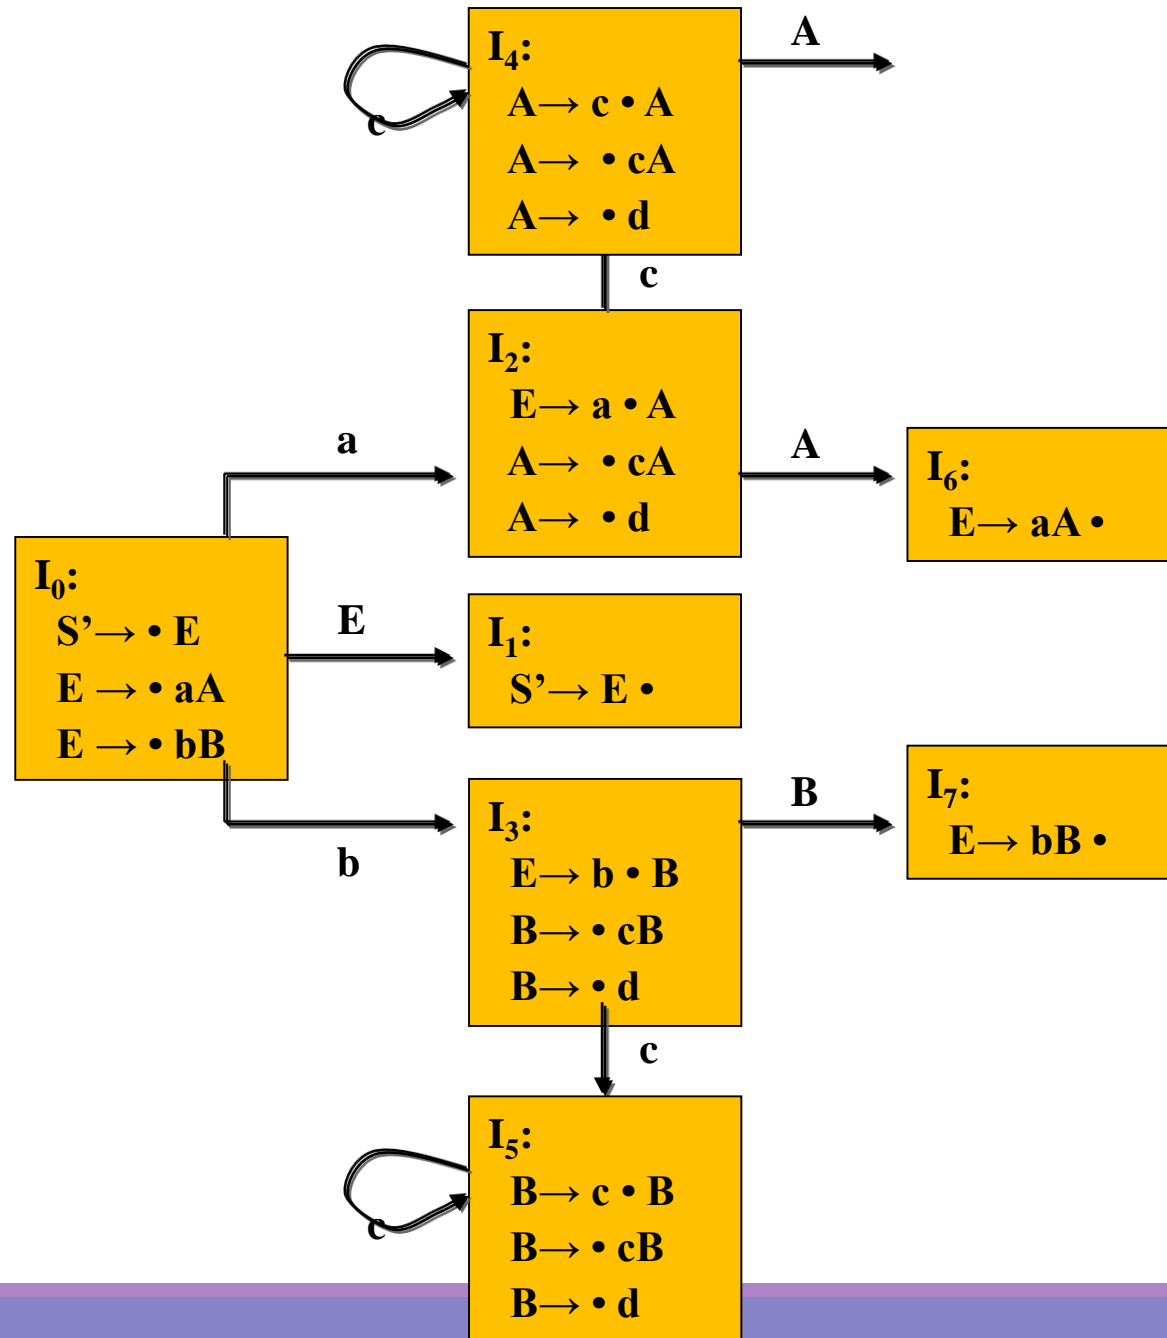 A
I₄:
A→ c • A
A→ • cA
A→ • d
c
c
I₂:
E→ a • A
A→ • cA
A→ • d
a
A
I₆:
E→ aA •
I₀:
S’→ • E
E → • aA
E → • bB
E
I₁:
S’→ E •
b
I₃:
E→ b • B
B→ • cB
B→ • d
B
I₇:
E→ bB •
c
I₅:
B→ c • B
B→ • cB
B→ • d
c